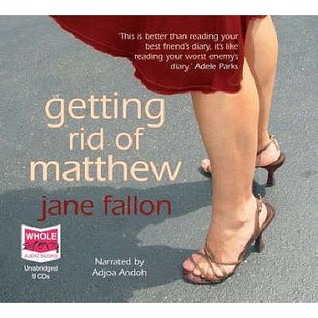 'This is better than reading your
best friend's diary, it's like
reading your worst enemy's
diary.' Adele Parks
getting
rid of
matthew
jane fallon
WHOLE
story
AUDIO BOOKS
Unabridged
9 CDs
Narrated by
Adjoa Andoh